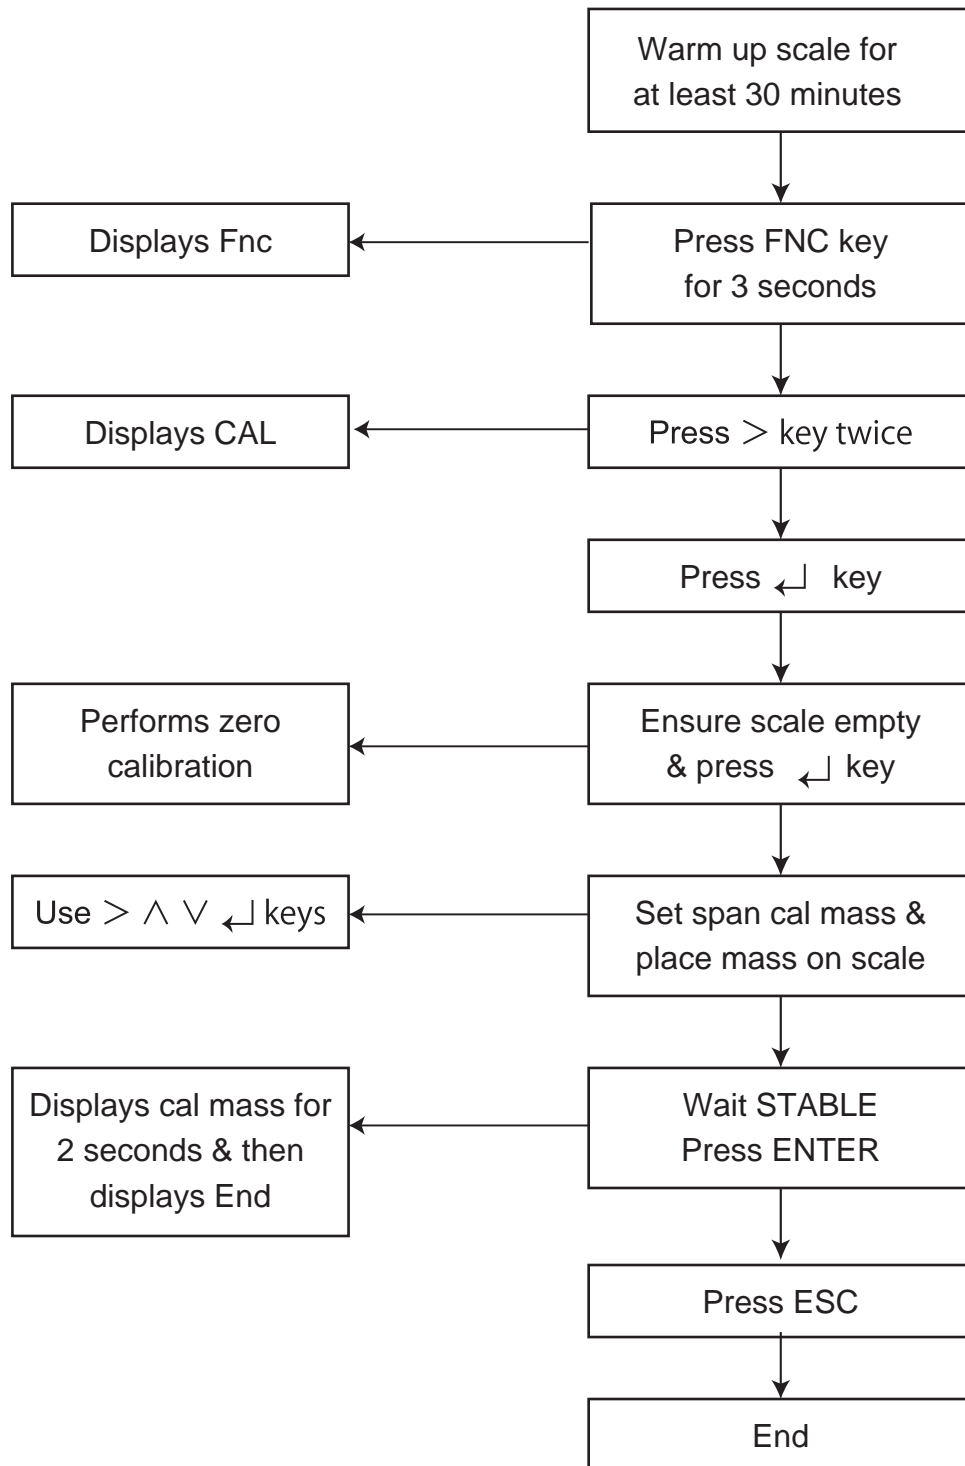 Warm up scale for
at least 30 minutes
Displays Fnc
Press FNC key
for 3 seconds
Displays CAL
Press > key twice
Press ↵ key
Performs zero
calibration
Ensure scale empty
& press ↵ key
Use > ∧ ∨ ↵ keys
Set span cal mass &
place mass on scale
Displays cal mass for
2 seconds & then
displays End
Wait STABLE
Press ENTER
Press ESC
End